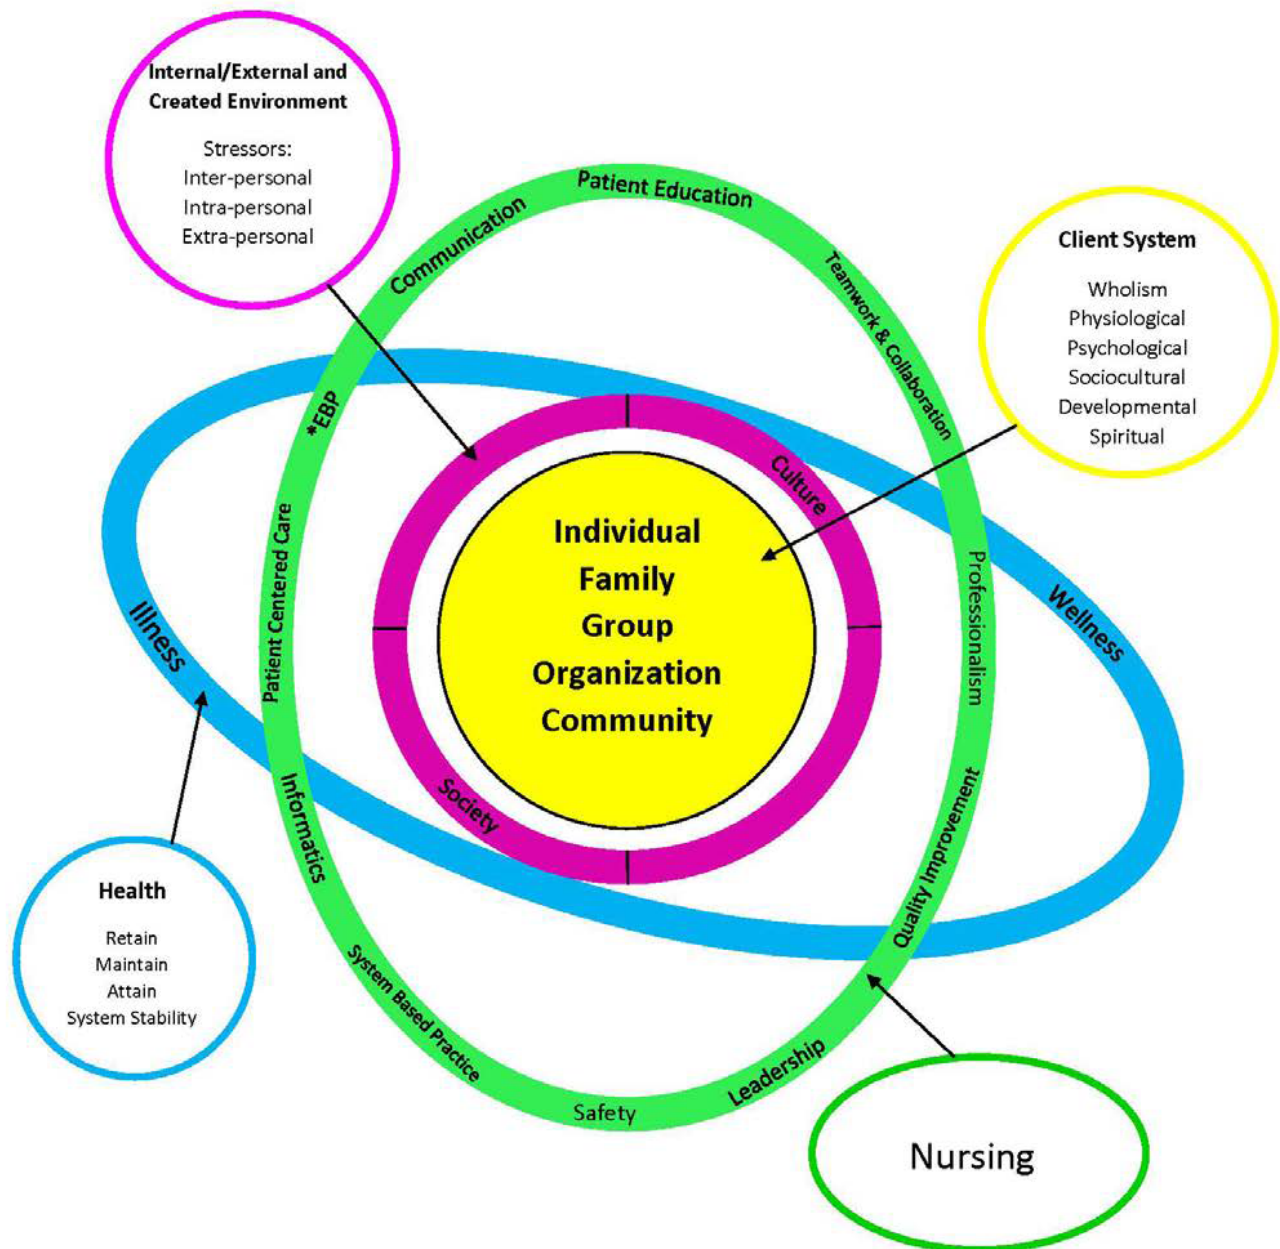 Internal/External and
Created Environment
Stressors:
Inter-personal
Intra-personal
Extra-personal
Client System
Wholism
Physiological
Psychological
Sociocultural
Developmental
Spiritual
Patient Education
Communication
Teamwork & Collaboration
*EBP
Professionalism
Patient Centered Care
Quality Improvement
Informatics
System Based Practice
Leadership
Safety
Culture
Society
Individual
Family
Group
Organization
Community
Illness
Wellness
Health
Retain
Maintain
Attain
System Stability
Nursing